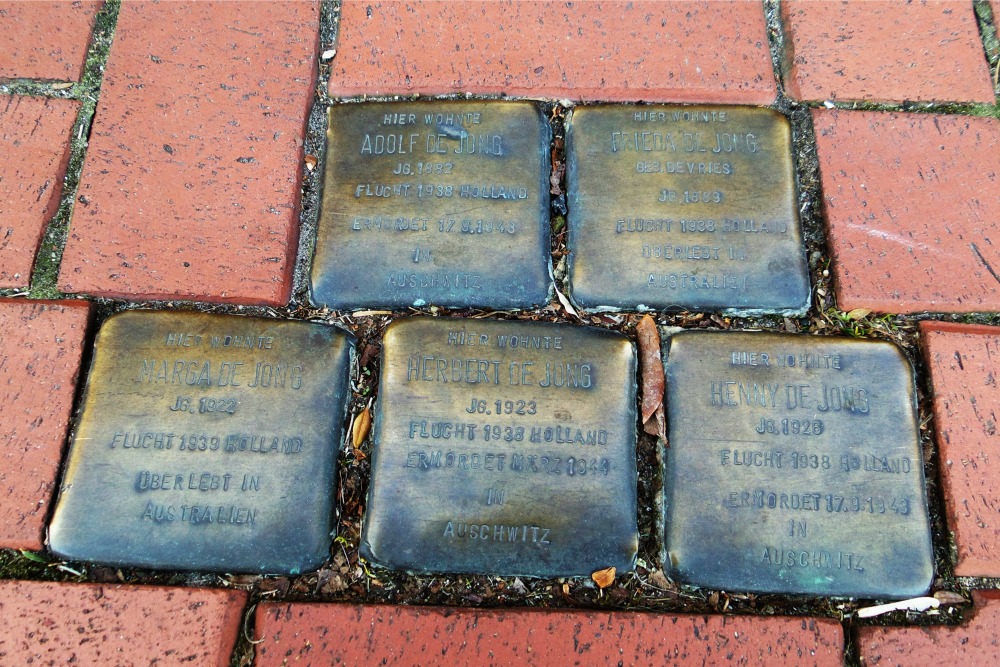 HIER WOHNTE
ADOLF DE JONG
JG. 1882
FLUCHT 1938 HOLLAND
ERMORDET 17.9.1943
IN
AUSCHWITZ
HIER WOHNTE
FRIEDA DE JONG
GEB. DEVRIES
JG.
FLUCHT 1938 HOLLAND
ÜBERLEBT IN
AUSTRALIEN
HIER WOHNTE
MARGA DE JONG
JG. 1922
FLUCHT 1939 HOLLAND
ÜBERLEBT IN
AUSTRALIEN
HIER WOHNTE
HERBERT DE JONG
JG. 1923
FLUCHT 1938 HOLLAND
ERMORDET MÄRZ 1944
IN
AUSCHWITZ
HIER WOHNTE
HENNY DE JONG
JG. 1926
FLUCHT 1938 HOLLAND
ERMORDET 17.9.1943
IN
AUSCHWITZ